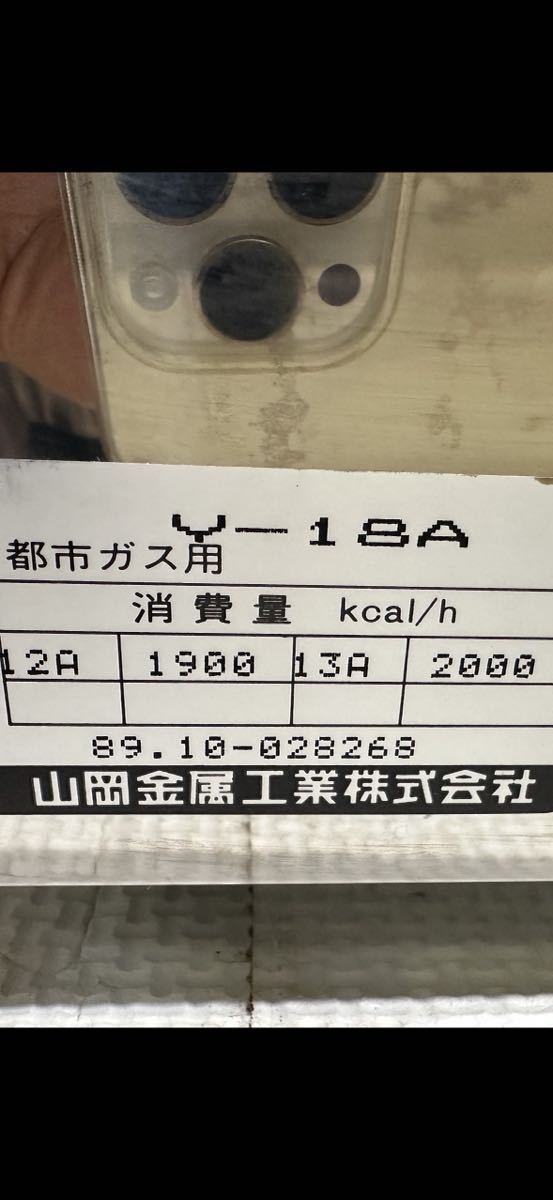 Y-18A
都市ガス用
消費量 kcal/h
12A 1900 13A 2000
89.10-028268
山岡金属工業株式会社